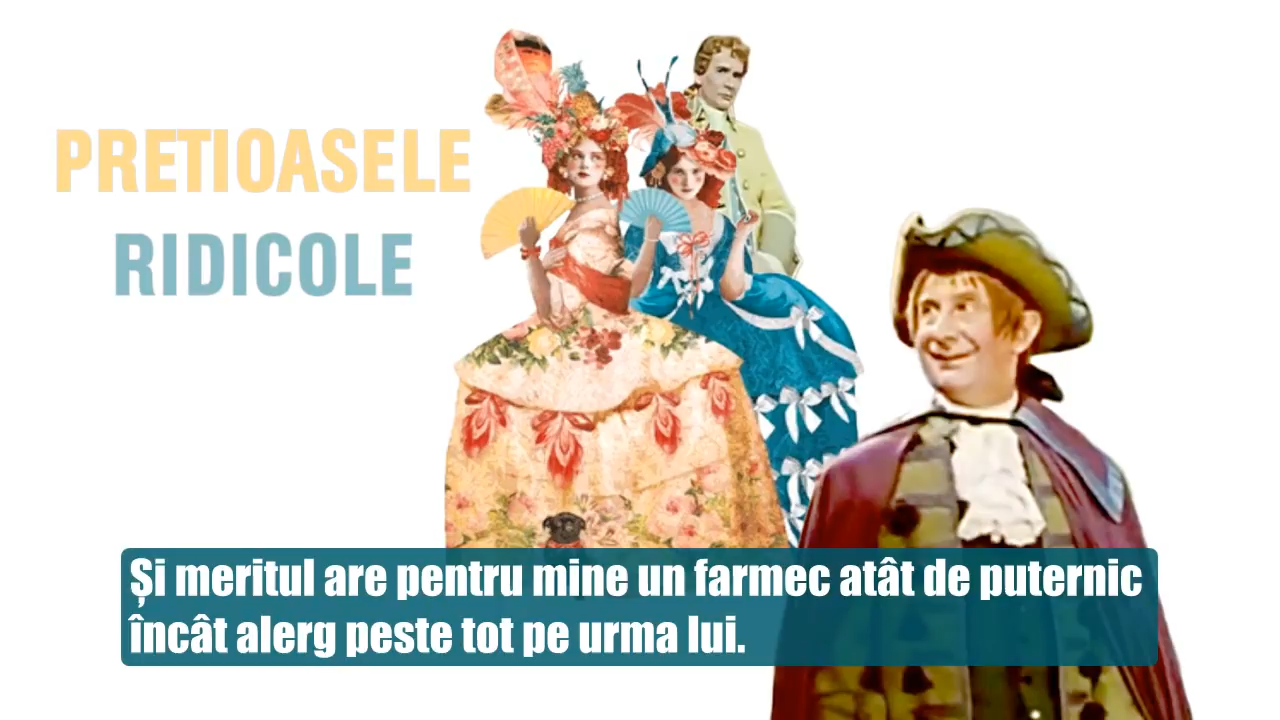 PRETIOASELE
RIDICOLE
Și meritul are pentru mine un farmec atât de puternic
încât alerg peste tot pe urma lui.